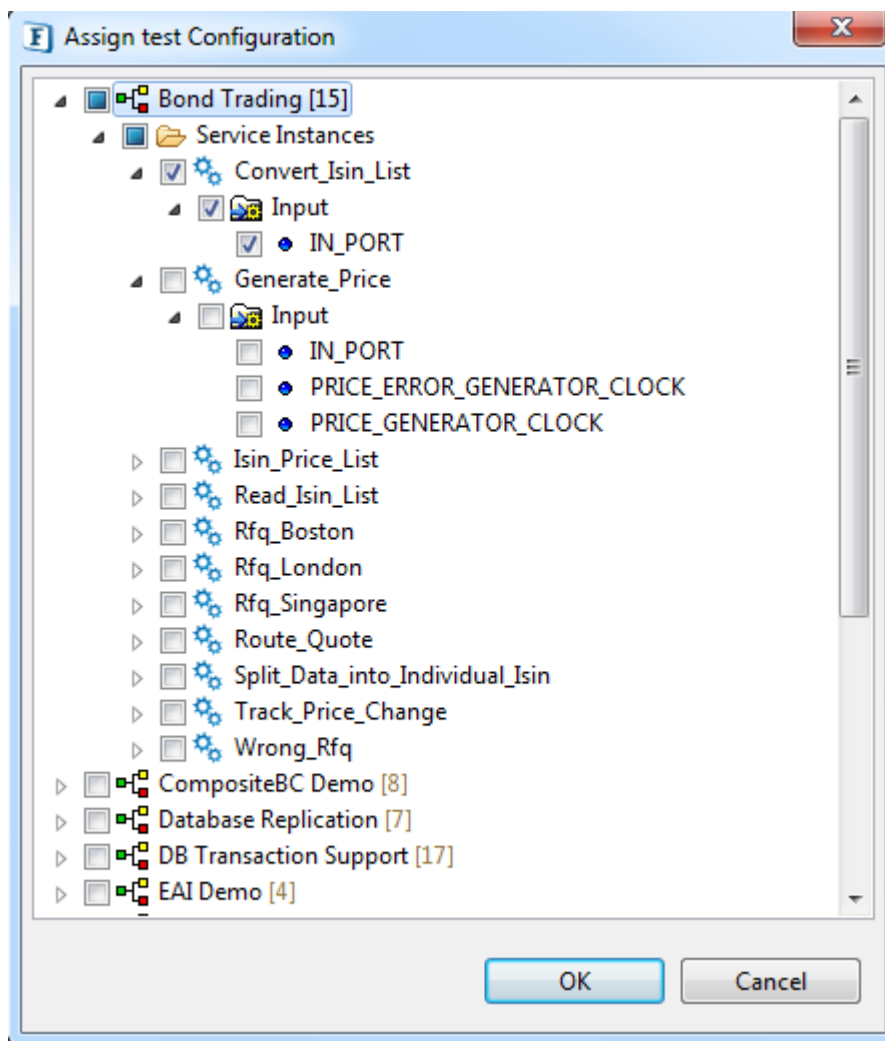 Assign test Configuration
Bond Trading [15]
Service Instances
Convert_Isin_List
Input
IN_PORT
Generate_Price
Input
IN_PORT
PRICE_ERROR_GENERATOR_CLOCK
PRICE_GENERATOR_CLOCK
Isin_Price_List
Read_Isin_List
Rfq_Boston
Rfq_London
Rfq_Singapore
Route_Quote
Split_Data_into_Individual_Isin
Track_Price_Change
Wrong_Rfq
CompositeBC Demo [8]
Database Replication [7]
DB Transaction Support [17]
EAI Demo [4]
OK Cancel